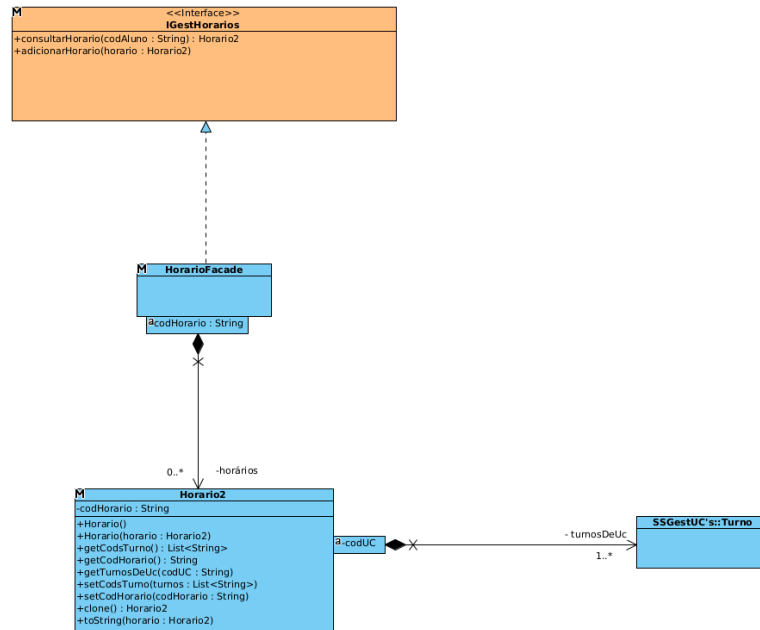 M
<<Interface>>
IGestHorarios
+consultarHorario(codAluno : String) : Horario2
+adicionarHorario(horario : Horario2)
M
HorarioFacade
a
codHorario : String
0..*
-horários
M
Horario2
-codHorario : String
+Horario()
+Horario(horario : Horario2)
+getCodsTurno() : List<String>
+getCodHorario() : String
+getTurnosDeUc(codUC : String)
+setCodsTurno(turnos : List<String>)
+setCodHorario(codHorario : String)
+clone() : Horario2
+toString(horario : Horario2)
a
-codUC
- turnosDeUc
1..*
SSGestUC's::Turno